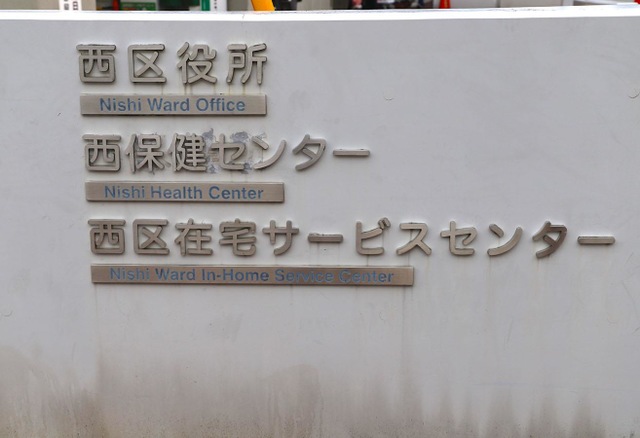 西区役所
Nishi Ward Office
西保健センター
Nishi Health Center
西区在宅サービスセンター
Nishi Ward In-Home Service Center